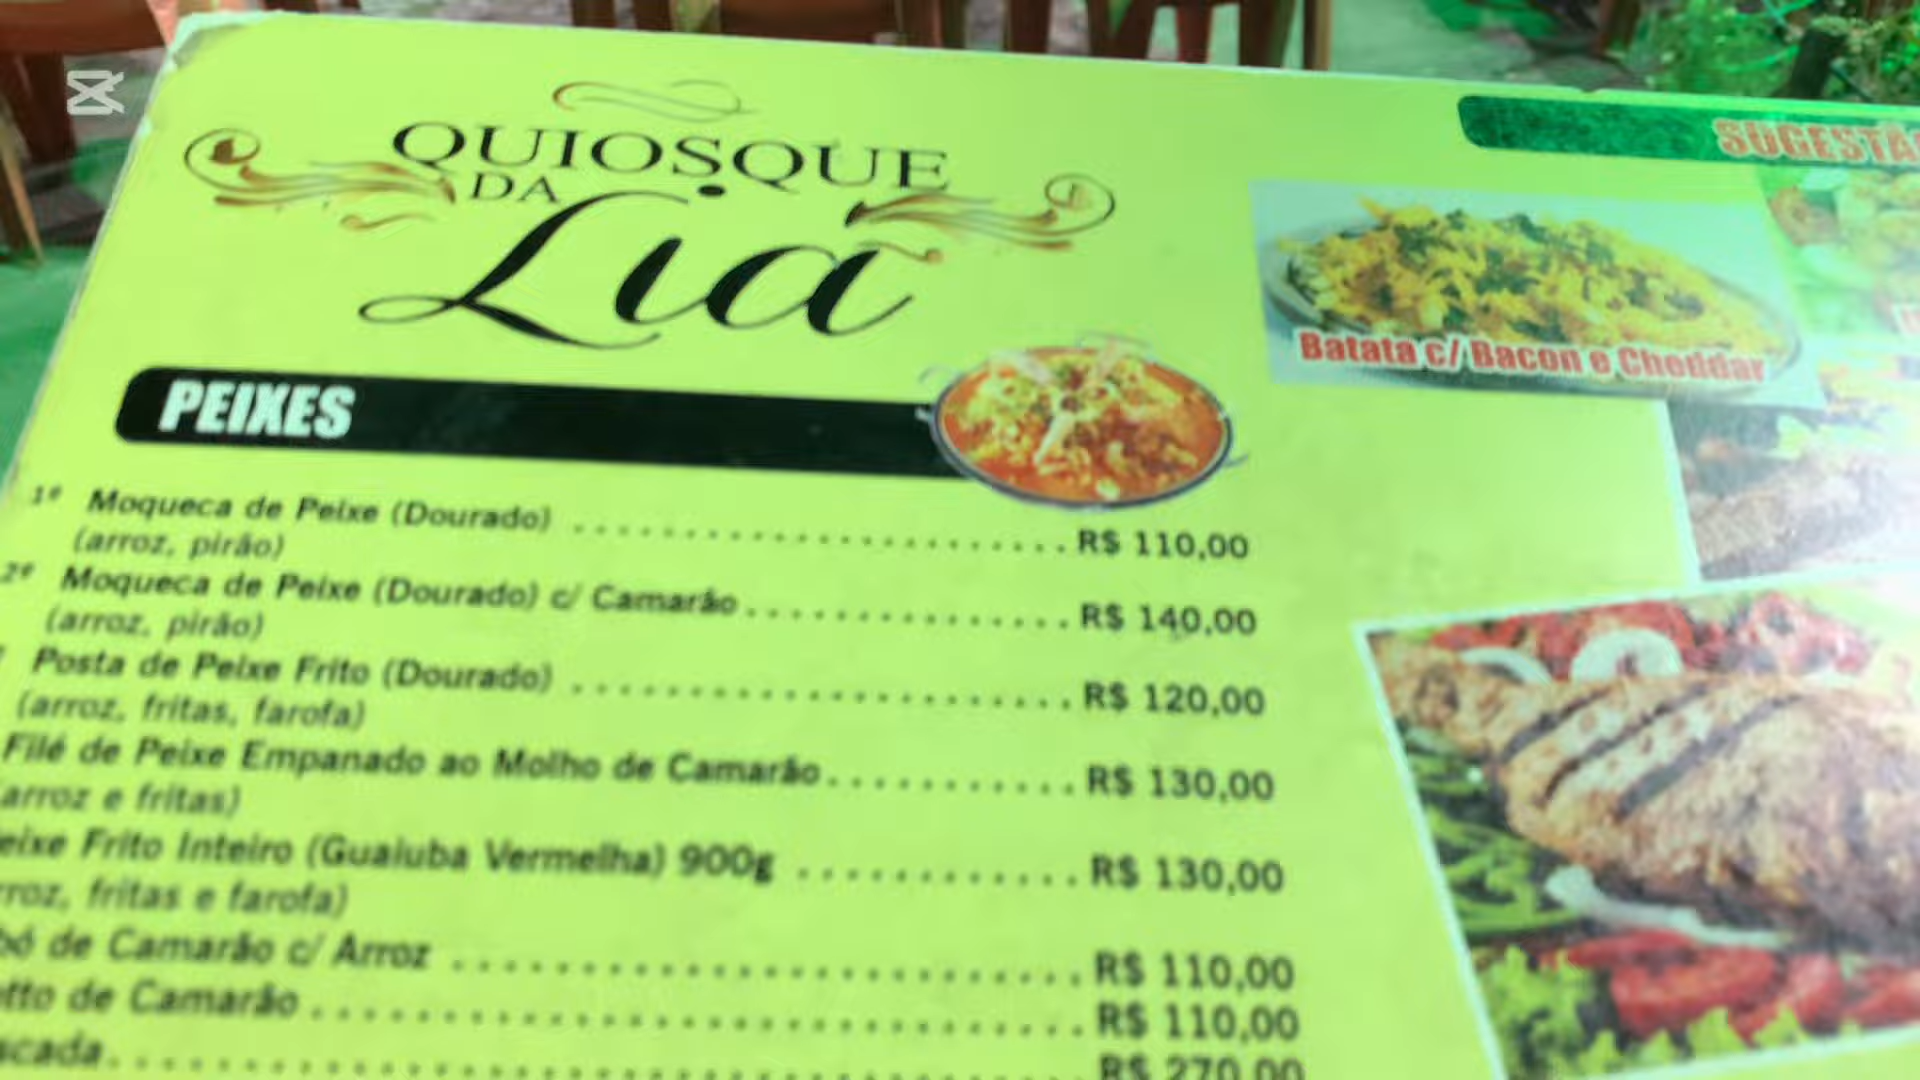 QUIOSQUE
DA
Lia
PEIXES
1º Moqueca de Peixe (Dourado) ........................ R$ 110,00
(arroz, pirão)
2º Moqueca de Peixe (Dourado) c/ Camarão ................ R$ 140,00
(arroz, pirão)
Posta de Peixe Frito (Dourado) ........................ R$ 120,00
(arroz, fritas, farofa)
Filé de Peixe Empanado ao Molho de Camarão ............ R$ 130,00
arroz e fritas)
eixe Frito Inteiro (Guaiuba Vermelha) 900g ............. R$ 130,00
rroz, fritas e farofa)
bó de Camarão c/ Arroz ............................... R$ 110,00
otto de Camarão ...................................... R$ 110,00
scada ................................................ R$ 270,00
SUGESTÃO
Batata c/ Bacon e Cheddar